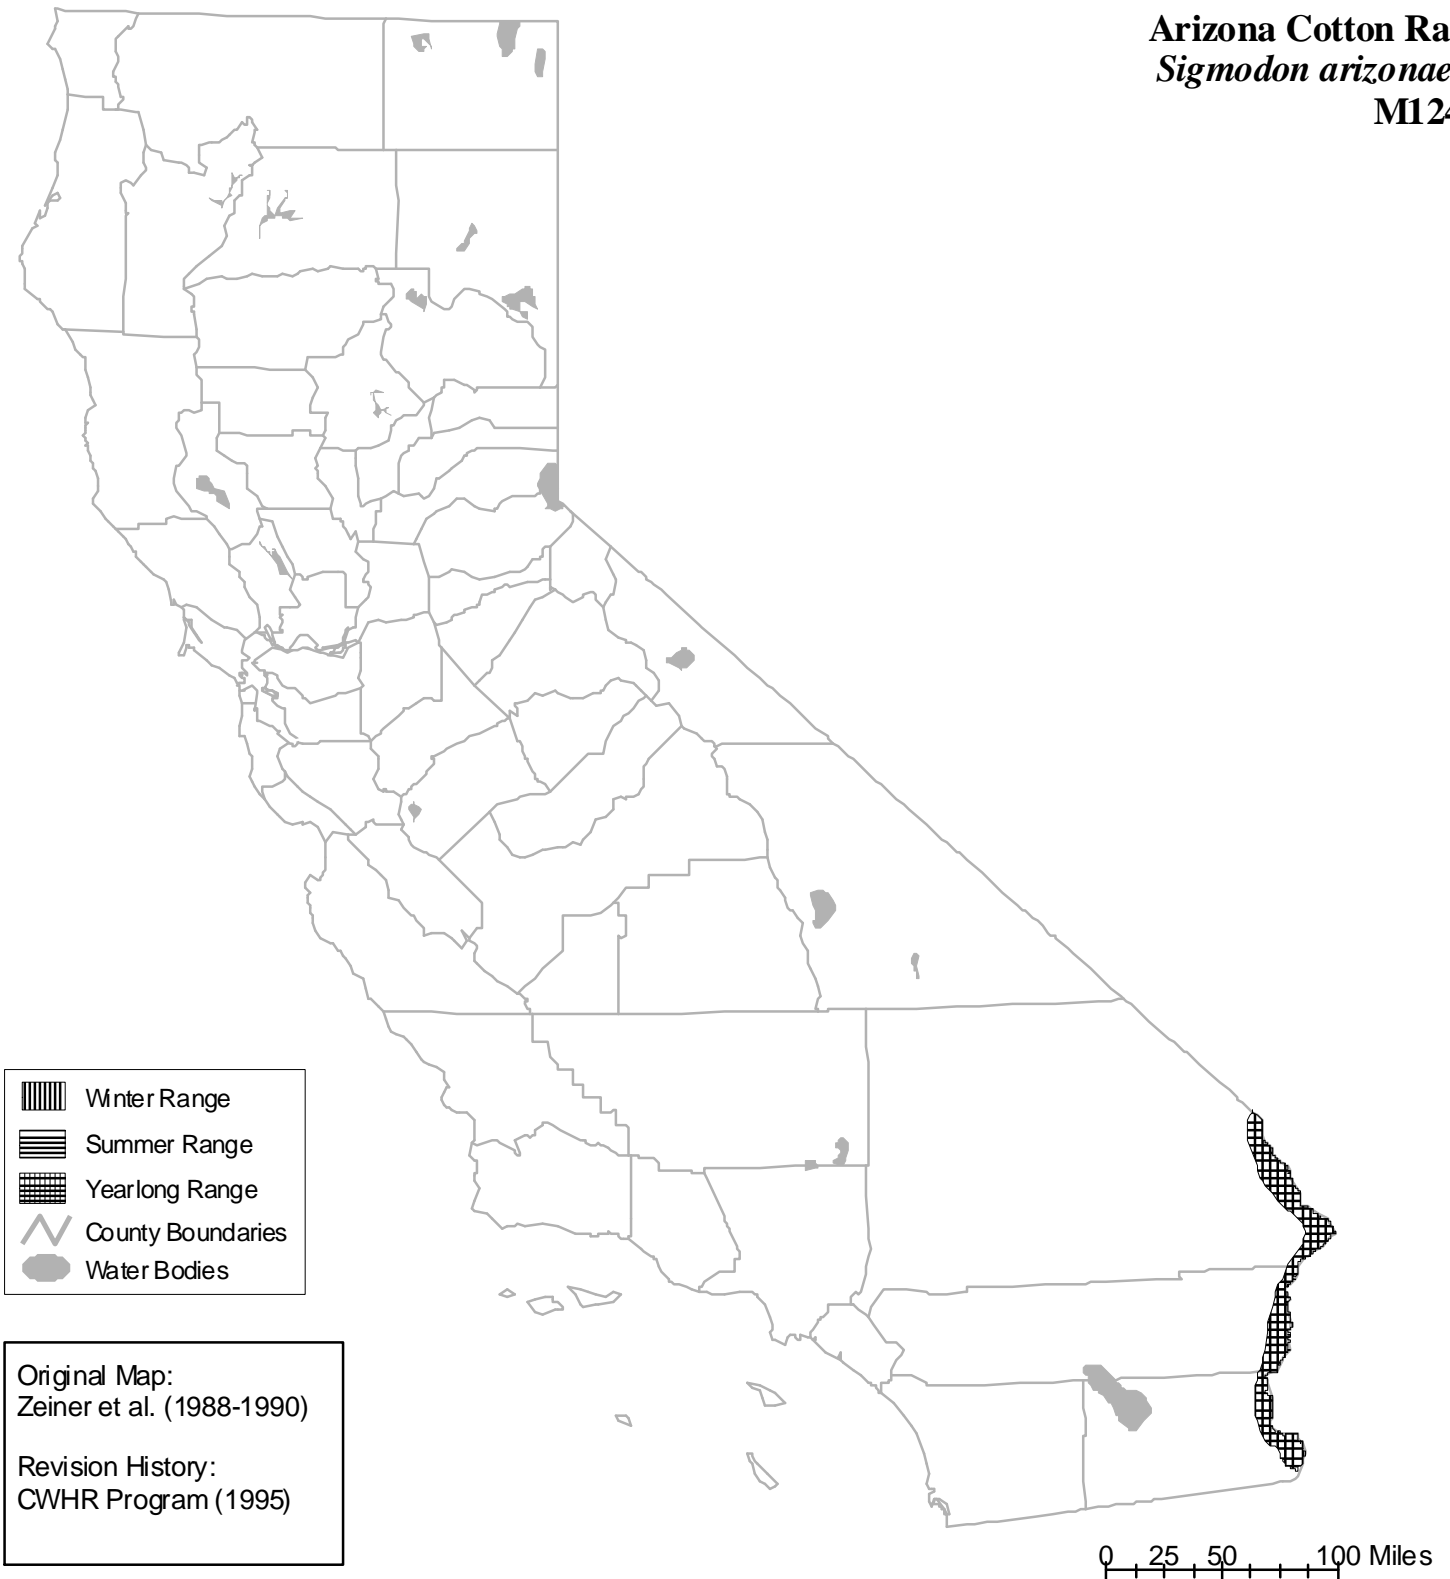 Arizona Cotton Ra
Sigmodon arizonae
M124
Winter Range
Summer Range
Yearlong Range
County Boundaries
Water Bodies
Original Map:
Zeiner et al. (1988-1990)
Revision History:
CWHR Program (1995)
0 25 50 100 Miles